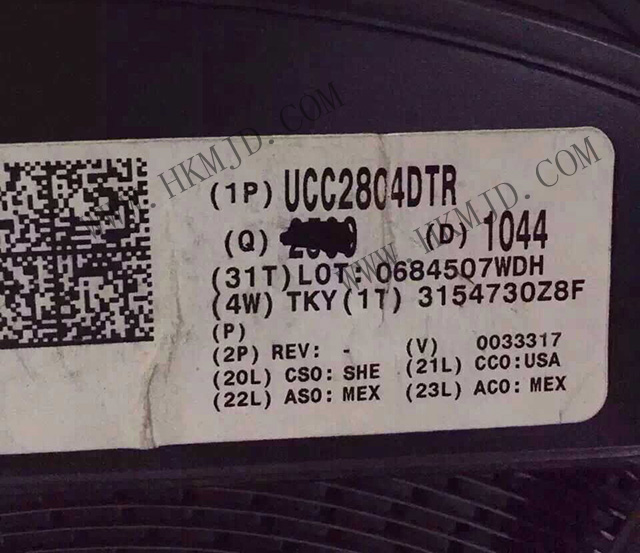 (1P) UCC2804DTR
(Q) (D) 1044
(31T)LOT: 0684507WDH
(4W) TKY(1T) 3154730Z8F
(P)
(2P) REV: - (V) 0033317
(20L) CSO: SHE (21L) CCO:USA
(22L) ASO: MEX (23L) ACO: MEX
WWW.HKMJD.COM
WWW.HKMJD.COM